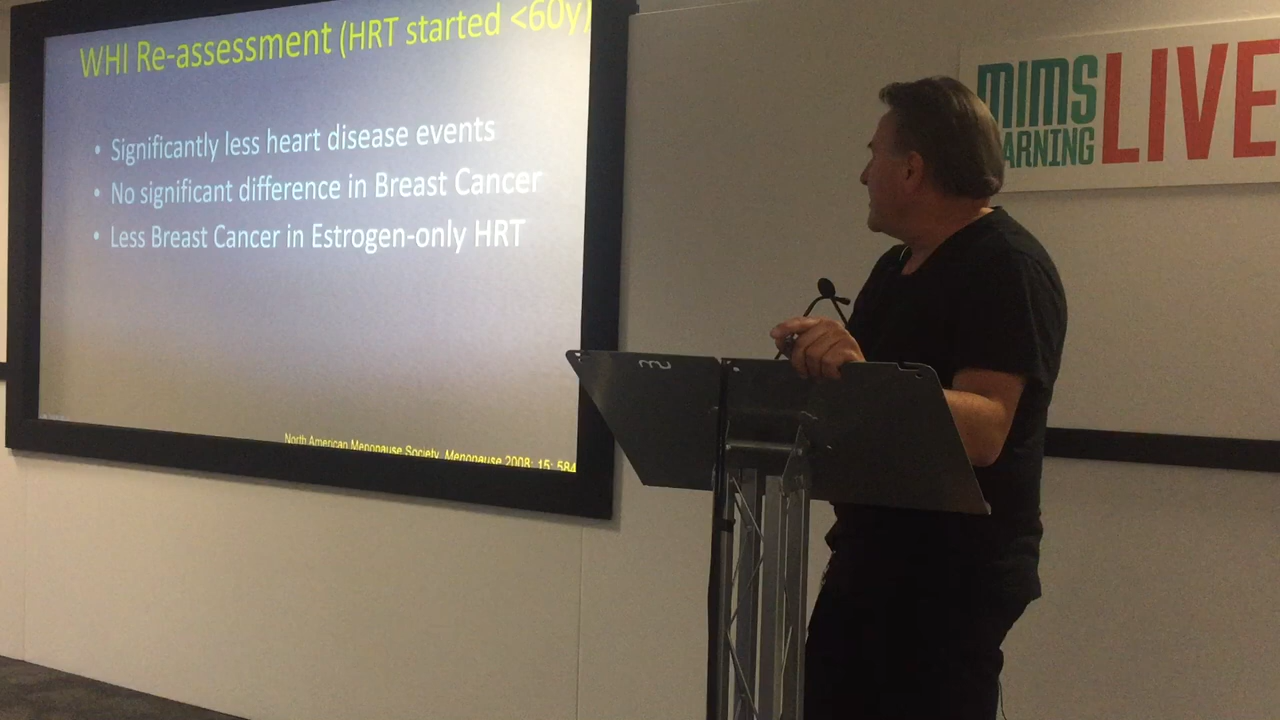 WHI Re-assessment (HRT started <60y)
• Significantly less heart disease events
• No significant difference in Breast Cancer
• Less Breast Cancer in Estrogen-only HRT
North American Menopause Society, Menopause 2008; 15: 584
MIMS
ARNING
LIVE